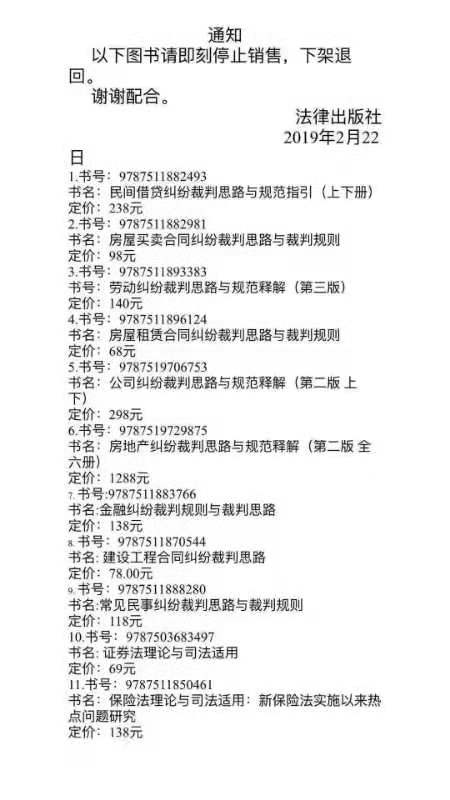 通知
以下图书请即刻停止销售，下架退
回。
谢谢配合。
法律出版社
2019年2月22
日
1.书号：9787511882493
书名：民间借贷纠纷裁判思路与规范指引（上下册）
定价：238元
2.书号：9787511882981
书名：房屋买卖合同纠纷裁判思路与裁判规则
定价：98元
3.书号：9787511893383
书号：劳动纠纷裁判思路与规范释解（第三版）
定价：140元
4.书号：9787511896124
书名：房屋租赁合同纠纷裁判思路与裁判规则
定价：68元
5.书号：9787519706753
书名：公司纠纷裁判思路与规范释解（第二版 上
下）
定价：298元
6.书号：9787519729875
书名：房地产纠纷裁判思路与规范释解（第二版 全
六册）
定价：1288元
7. 书号:9787511883766
书名:金融纠纷裁判规则与裁判思路
定价：138元
8. 书号：9787511870544
书名: 建设工程合同纠纷裁判思路
定价：78.00元
9. 书号：9787511888280
书名:常见民事纠纷裁判思路与裁判规则
定价：118元
10.书号：9787503683497
书名: 证券法理论与司法适用
定价：69元
11.书号：9787511850461
书名：保险法理论与司法适用：新保险法实施以来热
点问题研究
定价：138元